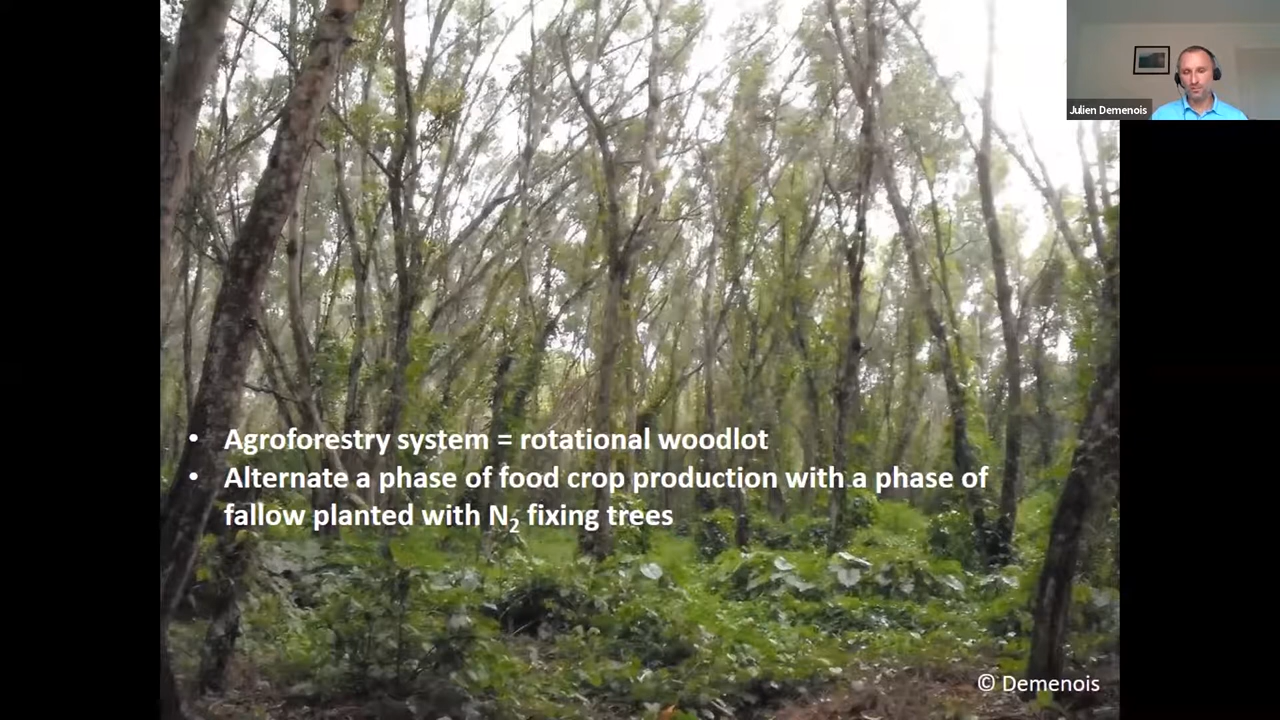 Julien Demenois
• Agroforestry system = rotational woodlot
• Alternate a phase of food crop production with a phase of
fallow planted with N₂ fixing trees
© Demenois